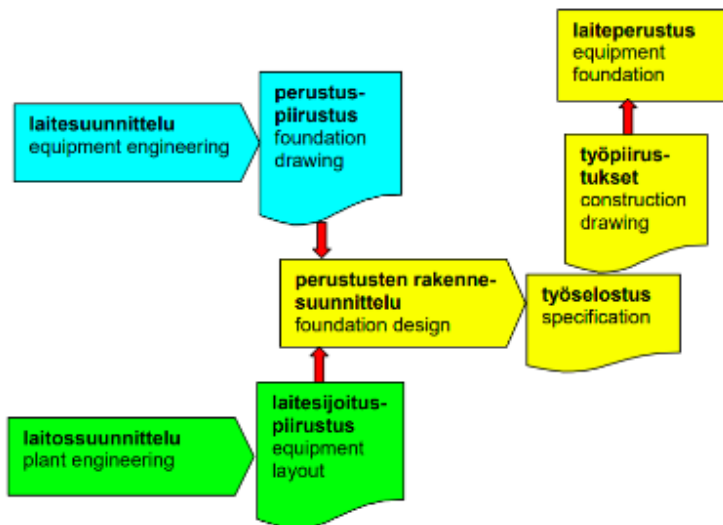 laiteperustus
equipment
foundation
perustus-
piirustus
foundation
drawing
laitesuunnittelu
equipment engineering
työpiirus-
tukset
construction
drawing
perustusten rakenne-
suunnittelu
foundation design
työselostus
specification
laitesijoitus-
piirustus
equipment
layout
laitossuunnittelu
plant engineering